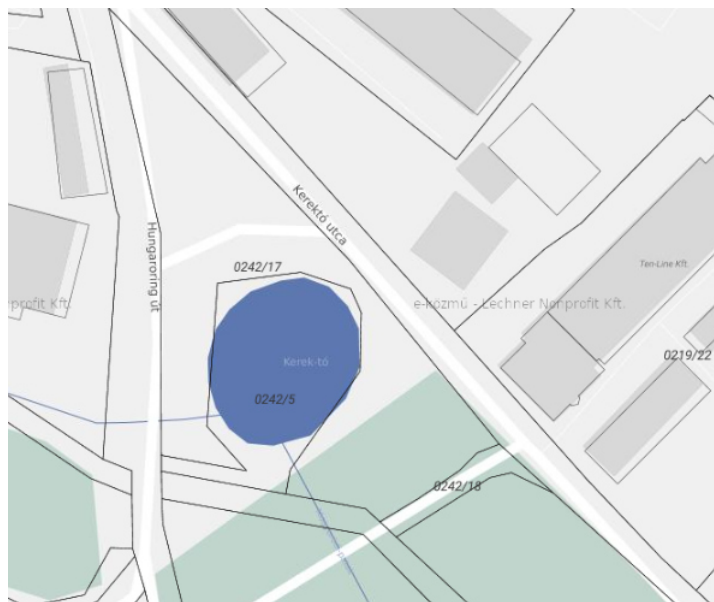 Kerektó utca
Hungaroring út
0242/17
Ten-Line Kft.
profit Kft.
e-közmű - Lechner Nonprofit Kft.
0219/22
Kerek-tó
0242/5
0242/18